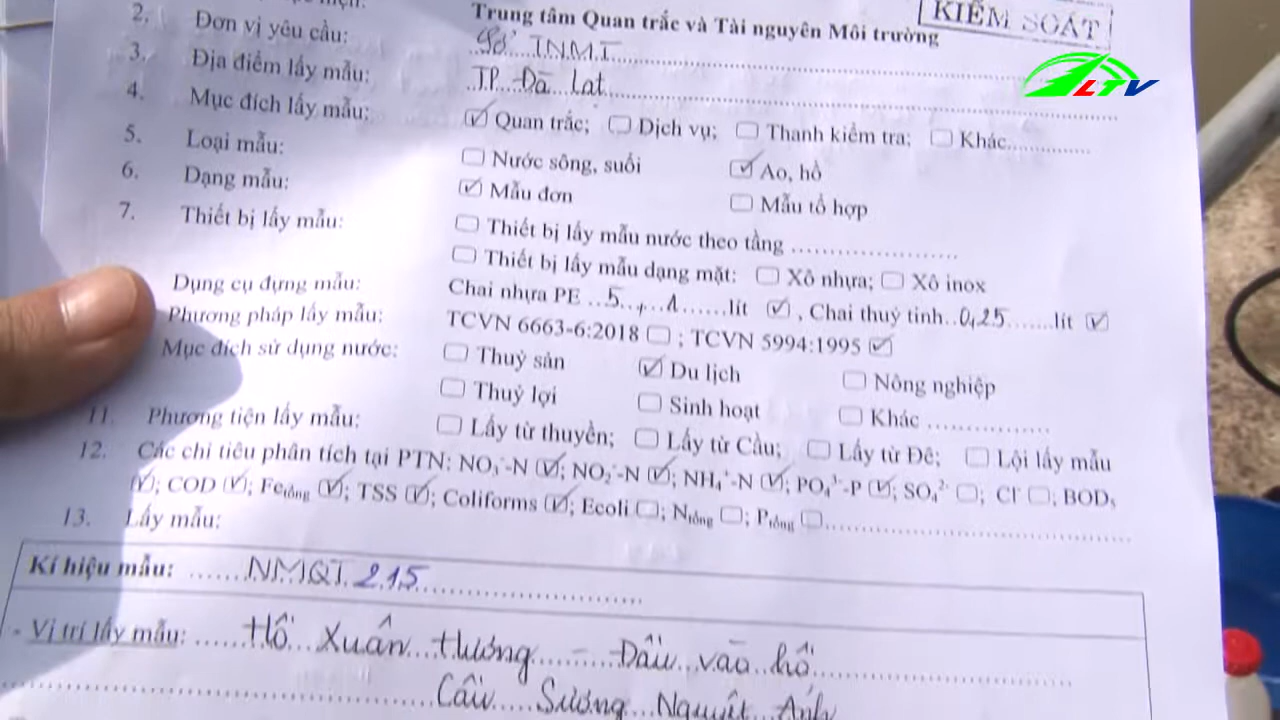 Trung tâm Quan trắc và Tài nguyên Môi trường
KIỂM SOÁT
LTV
2. Đơn vị yêu cầu: Sở TNMT
3. Địa điểm lấy mẫu: TP. Đà Lạt
4. Mục đích lấy mẫu: ☑ Quan trắc; ☐ Dịch vụ; ☐ Thanh kiểm tra; ☐ Khác
5. Loại mẫu: ☐ Nước sông, suối ☑ Ao, hồ
6. Dạng mẫu: ☑ Mẫu đơn ☐ Mẫu tổ hợp
7. Thiết bị lấy mẫu: ☐ Thiết bị lấy mẫu nước theo tầng
☐ Thiết bị lấy mẫu dạng mặt: ☐ Xô nhựa; ☐ Xô inox
Dụng cụ đựng mẫu: Chai nhựa PE 5, 1 lít ☑, Chai thuỷ tinh 0,25 lít ☑
Phương pháp lấy mẫu: TCVN 6663-6:2018 ☐; TCVN 5994:1995 ☑
Mục đích sử dụng nước: ☐ Thuỷ sản ☑ Du lịch ☐ Nông nghiệp
☐ Thuỷ lợi ☐ Sinh hoạt ☐ Khác
11. Phương tiện lấy mẫu: ☐ Lấy từ thuyền; ☐ Lấy từ Cầu; ☐ Lấy từ Đê; ☐ Lội lấy mẫu
12. Các chỉ tiêu phân tích tại PTN: NO₃⁻-N ☑; NO₂⁻-N ☑; NH₄⁺-N ☑; PO₄³⁻-P ☑; SO₄²⁻ ☐; Cl⁻ ☐; BOD₅
☑; COD ☑; Fe tổng ☑; TSS ☑; Coliforms ☑; Ecoli ☐; N tổng ☐; P tổng ☐
13. Lấy mẫu:
Kí hiệu mẫu: NMQT 215
- Vị trí lấy mẫu: Hồ Xuân Hương - Đầu vào hồ
Cầu Sương Nguyệt Ánh